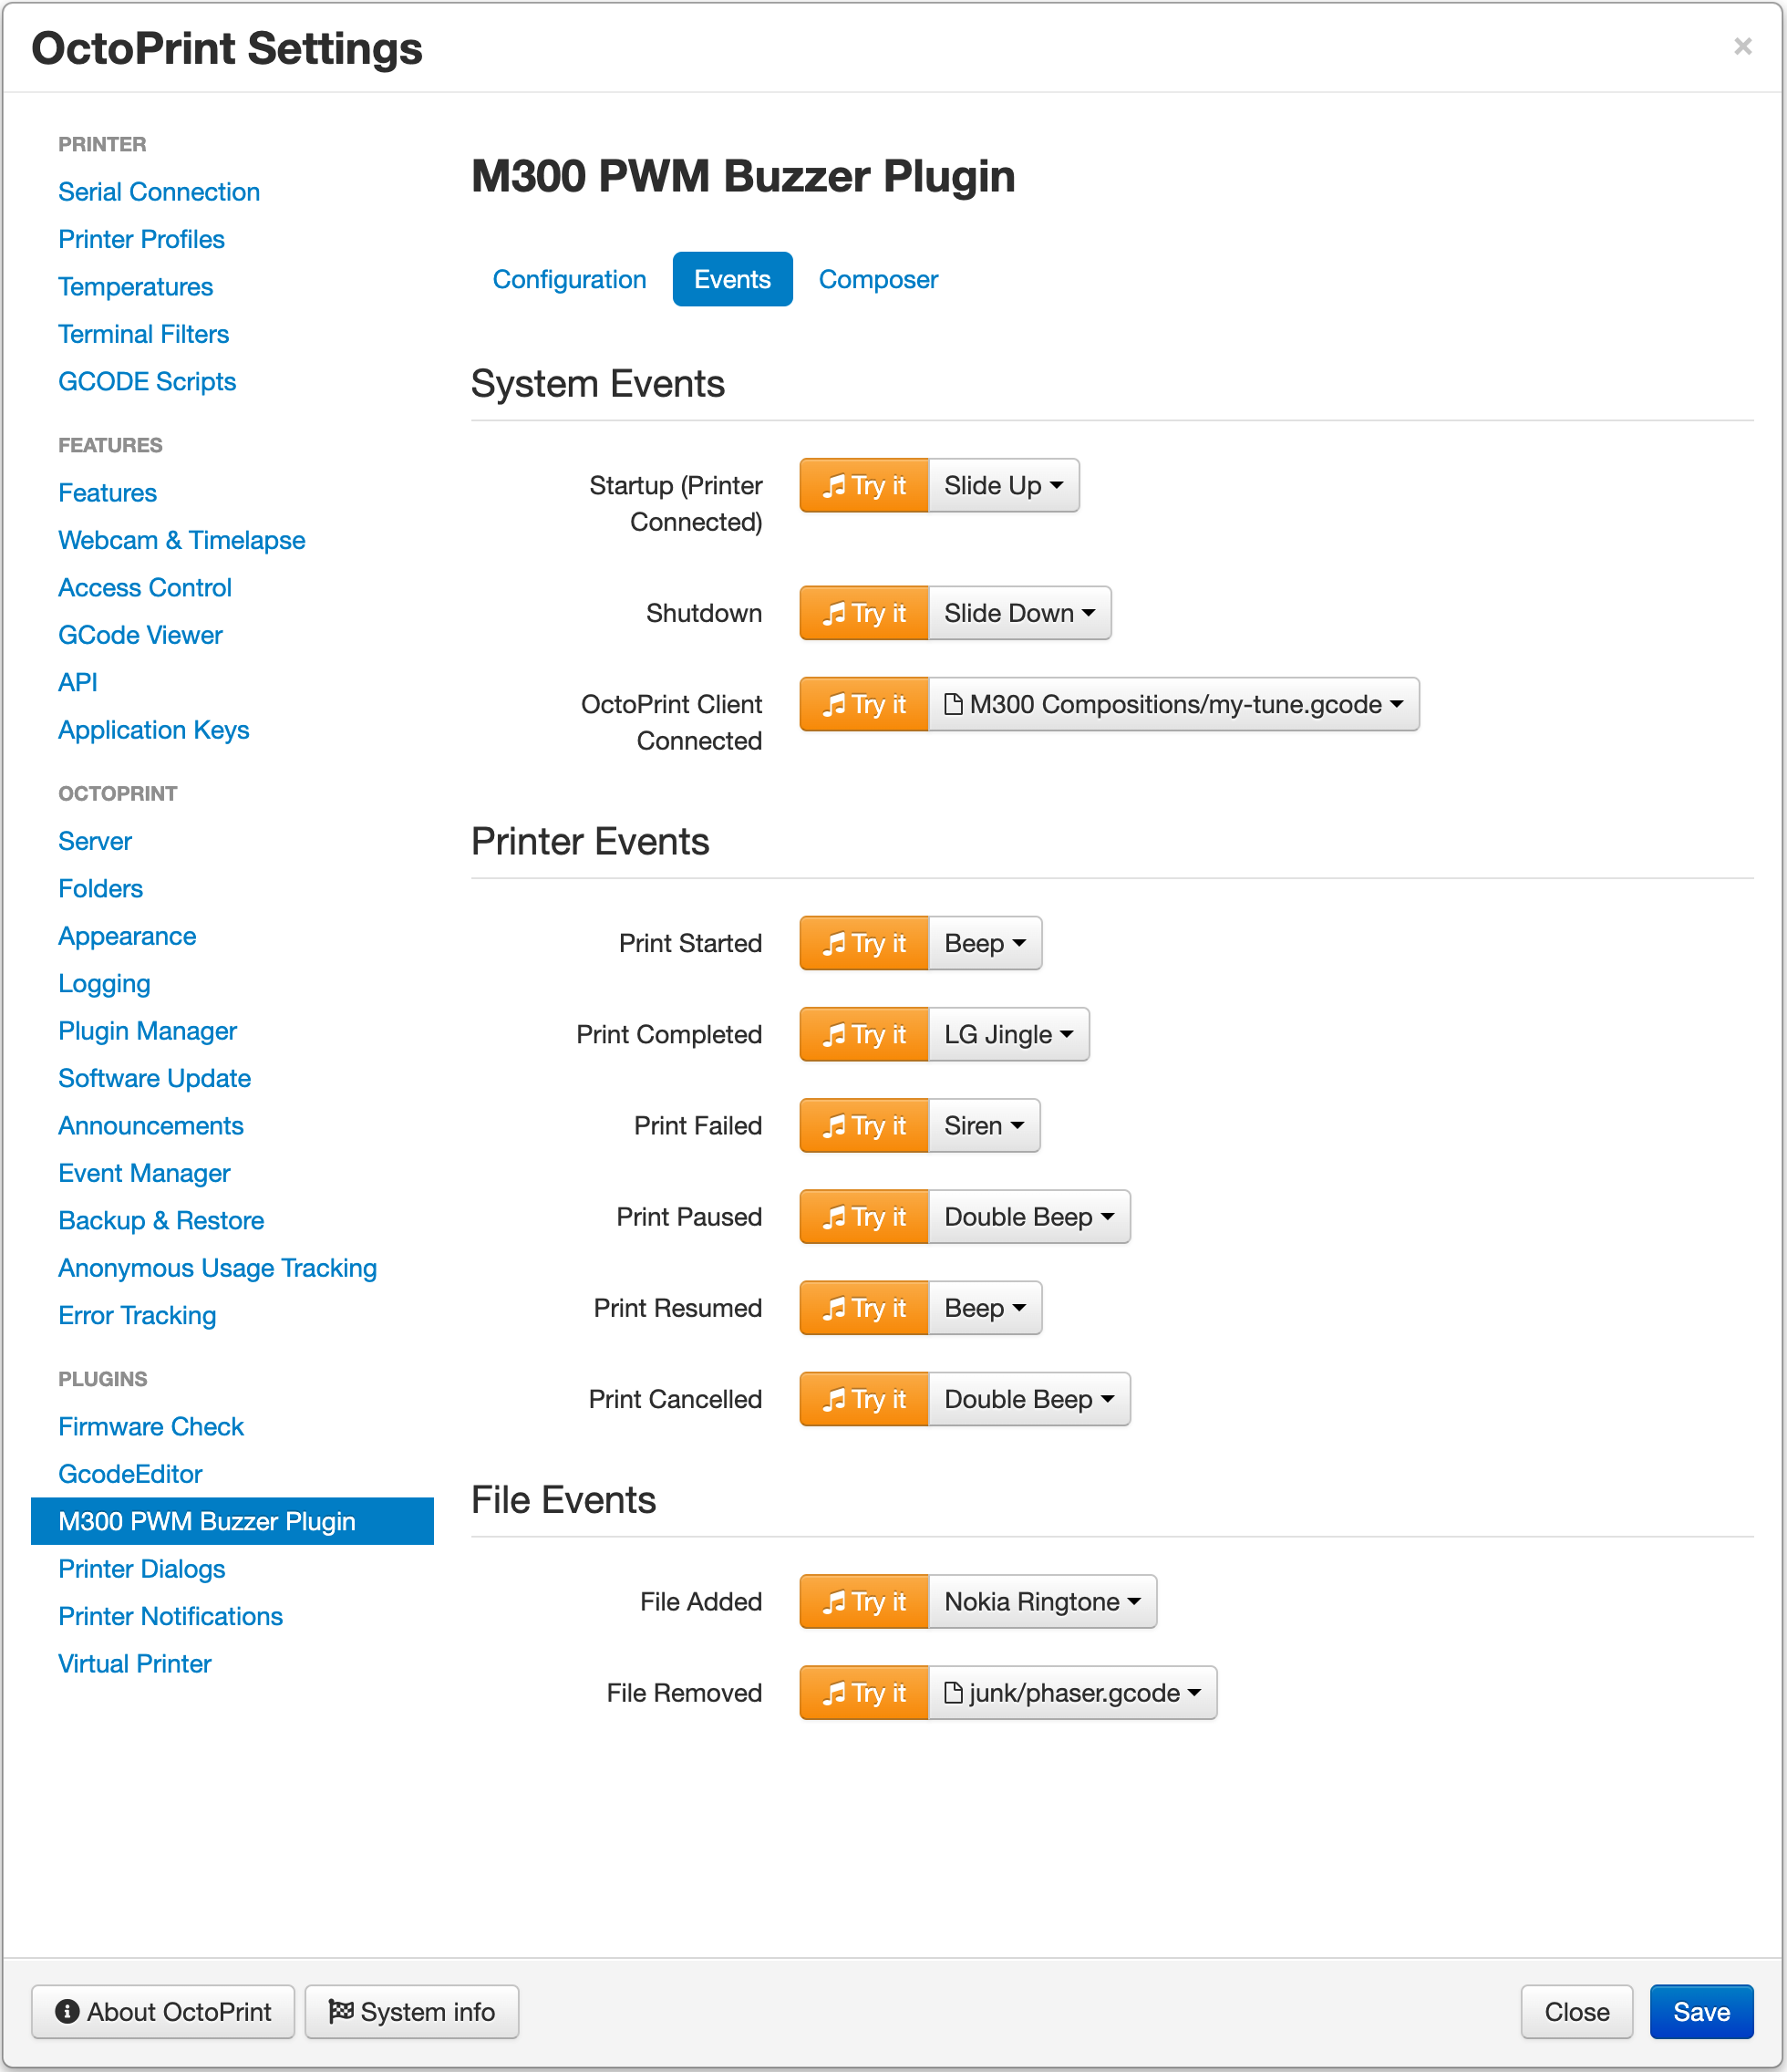 OctoPrint Settings
×
PRINTER
Serial Connection
Printer Profiles
Temperatures
Terminal Filters
GCODE Scripts
FEATURES
Features
Webcam & Timelapse
Access Control
GCode Viewer
API
Application Keys
OCTOPRINT
Server
Folders
Appearance
Logging
Plugin Manager
Software Update
Announcements
Event Manager
Backup & Restore
Anonymous Usage Tracking
Error Tracking
PLUGINS
Firmware Check
GcodeEditor
M300 PWM Buzzer Plugin
Printer Dialogs
Printer Notifications
Virtual Printer
M300 PWM Buzzer Plugin
Configuration Events Composer
System Events
Startup (Printer Try it Slide Up
Connected)
Shutdown Try it Slide Down
OctoPrint Client Try it M300 Compositions/my-tune.gcode
Connected
Printer Events
Print Started Try it Beep
Print Completed Try it LG Jingle
Print Failed Try it Siren
Print Paused Try it Double Beep
Print Resumed Try it Beep
Print Cancelled Try it Double Beep
File Events
File Added Try it Nokia Ringtone
File Removed Try it junk/phaser.gcode
About OctoPrint System info Close Save